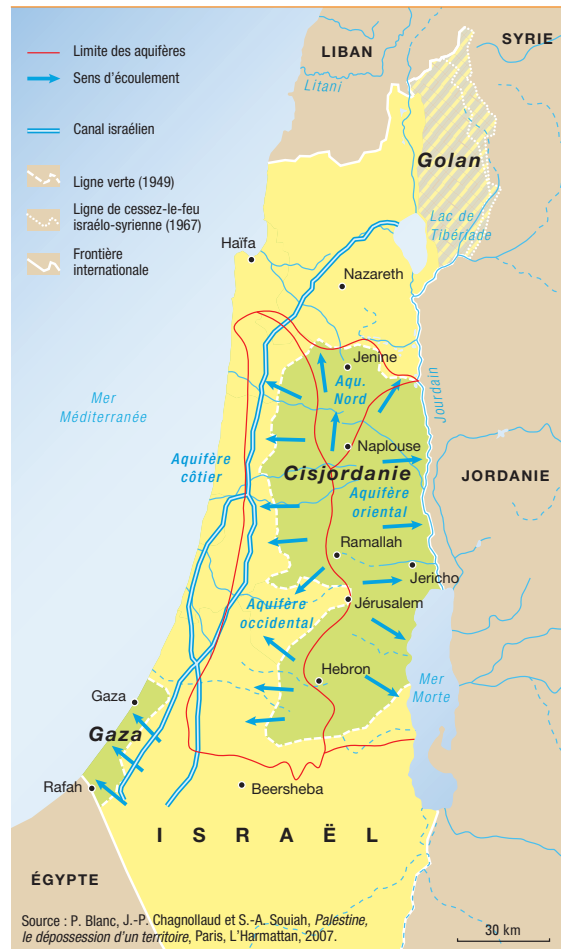 Limite des aquifères
Sens d'écoulement
Canal israélien
Ligne verte (1949)
Ligne de cessez-le-feu
israélo-syrienne (1967)
Frontière
internationale
LIBAN
SYRIE
Litani
Golan
Lac de
Tibériade
Haïfa
Nazareth
Mer
Méditerranée
Jenine
Aqu.
Nord
Jourdain
Naplouse
Aquifère
côtier
Cisjordanie
JORDANIE
Aquifère
oriental
Ramallah
Jericho
Aquifère
occidental
Jérusalem
Hebron
Mer
Morte
Gaza
Gaza
Rafah
Beersheba
ISRAËL
ÉGYPTE
Source : P. Blanc, J.-P. Chagnollaud et S.-A. Souiah, Palestine,
le dépossession d'un territoire, Paris, L'Harmattan, 2007.
30 km